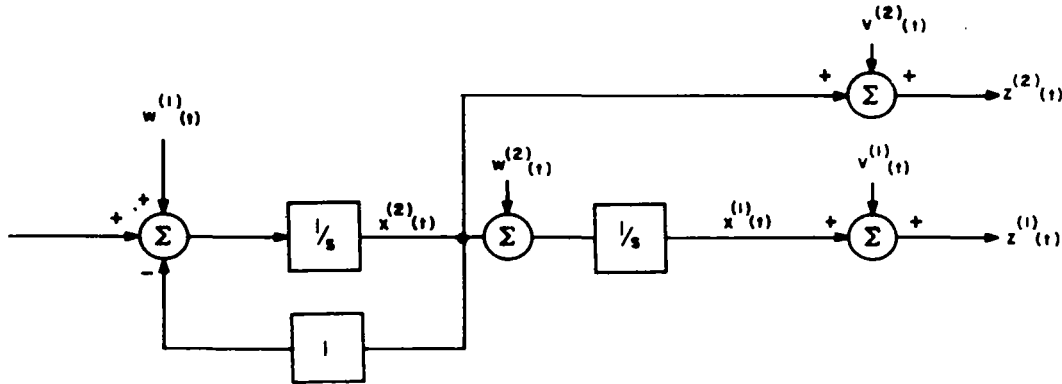 v(2)(t)
+ +
Σ z(2)(t)
w(1)(t)
w(2)(t) v(1)(t)
+ +
Σ 1/s x(2)(t) Σ 1/s x(1)(t) + Σ + z(1)(t)
−
1